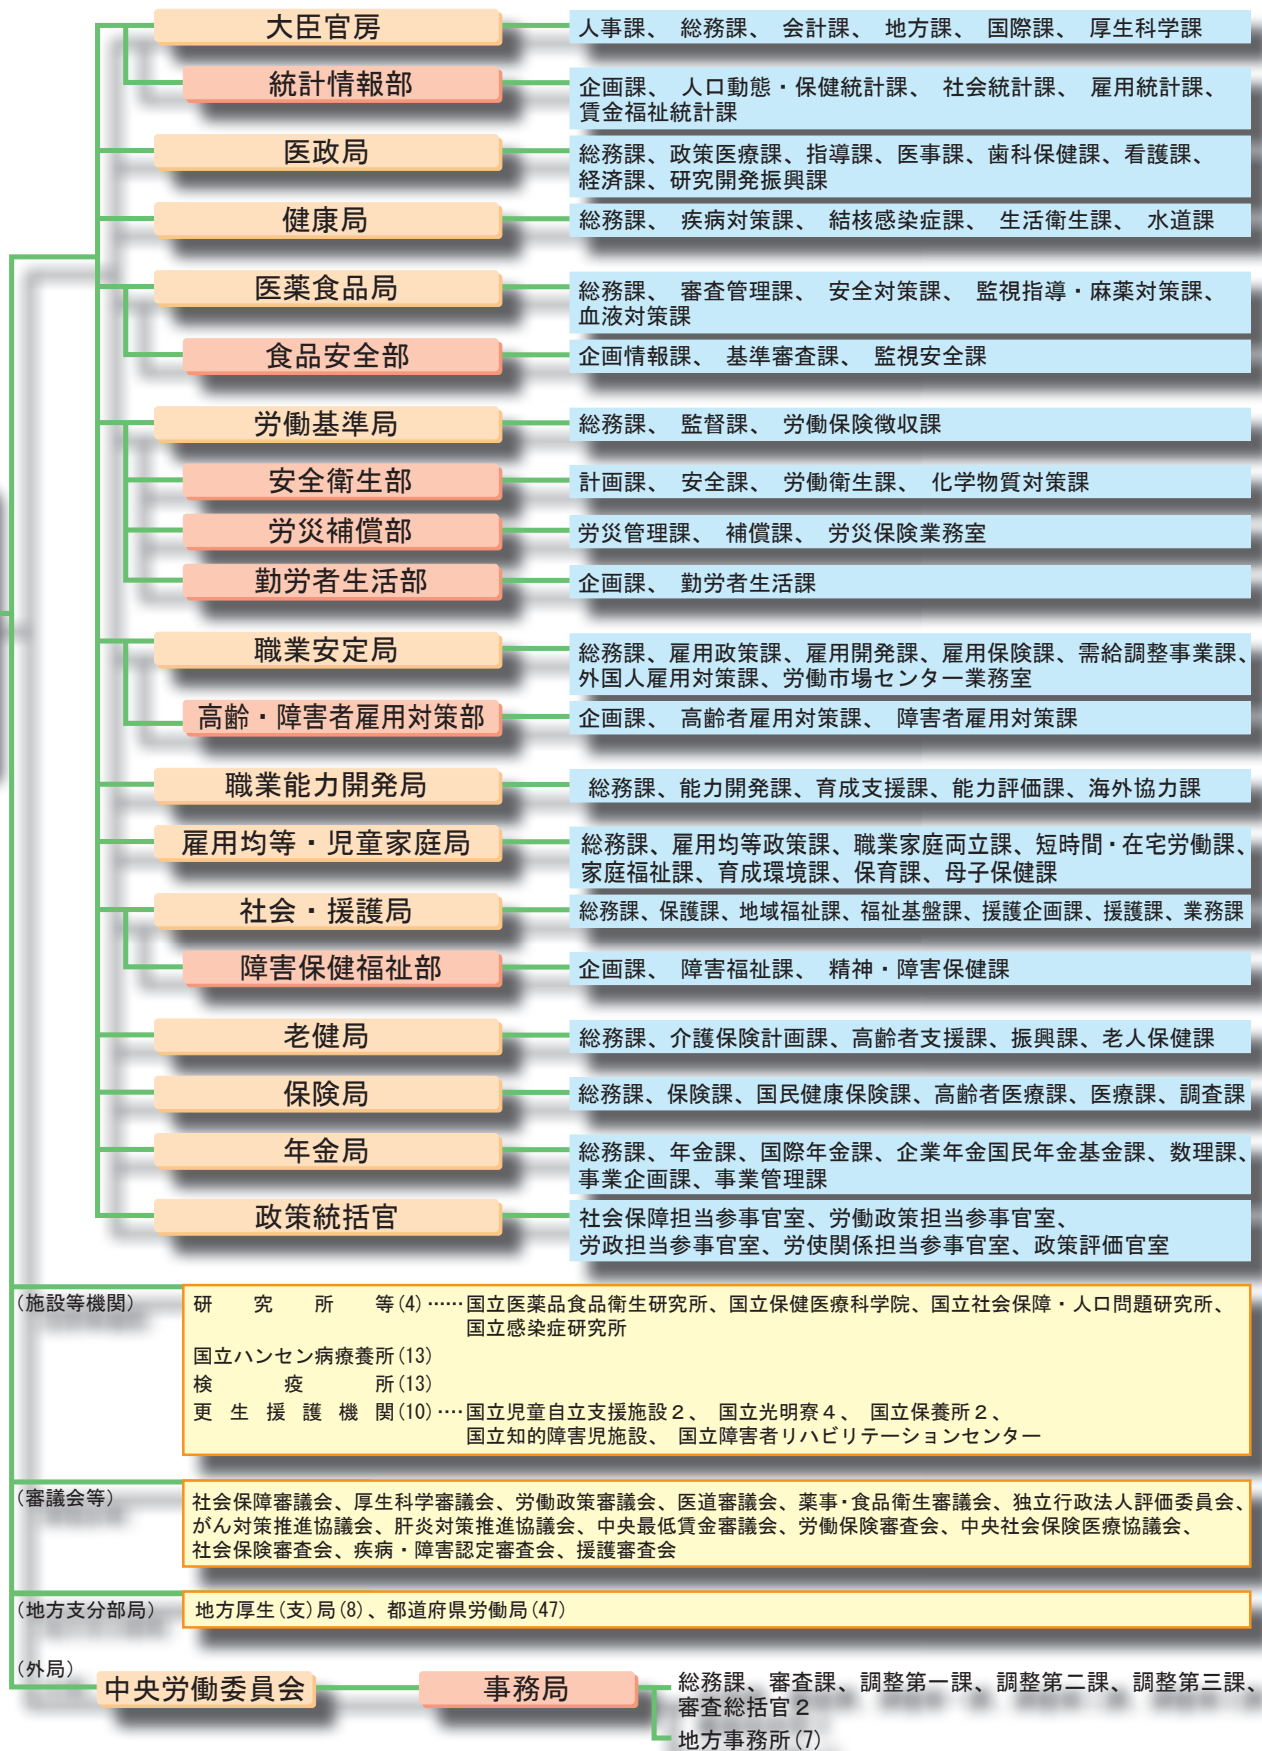 大臣官房
人事課、 総務課、 会計課、 地方課、 国際課、 厚生科学課
統計情報部
企画課、 人口動態・保健統計課、 社会統計課、 雇用統計課、
賃金福祉統計課
医政局
総務課、政策医療課、指導課、医事課、歯科保健課、看護課、
経済課、研究開発振興課
健康局
総務課、 疾病対策課、 結核感染症課、 生活衛生課、 水道課
医薬食品局
総務課、 審査管理課、 安全対策課、 監視指導・麻薬対策課、
血液対策課
食品安全部
企画情報課、 基準審査課、 監視安全課
労働基準局
総務課、 監督課、 労働保険徴収課
安全衛生部
計画課、 安全課、 労働衛生課、 化学物質対策課
労災補償部
労災管理課、 補償課、 労災保険業務室
勤労者生活部
企画課、 勤労者生活課
職業安定局
総務課、雇用政策課、雇用開発課、雇用保険課、需給調整事業課、
外国人雇用対策課、労働市場センター業務室
高齢・障害者雇用対策部
企画課、 高齢者雇用対策課、 障害者雇用対策課
職業能力開発局
総務課、能力開発課、育成支援課、能力評価課、海外協力課
雇用均等・児童家庭局
総務課、雇用均等政策課、職業家庭両立課、短時間・在宅労働課、
家庭福祉課、育成環境課、保育課、母子保健課
社会・援護局
総務課、保護課、地域福祉課、福祉基盤課、援護企画課、援護課、業務課
障害保健福祉部
企画課、 障害福祉課、 精神・障害保健課
老健局
総務課、介護保険計画課、高齢者支援課、振興課、老人保健課
保険局
総務課、保険課、国民健康保険課、高齢者医療課、医療課、調査課
年金局
総務課、年金課、国際年金課、企業年金国民年金基金課、数理課、
事業企画課、事業管理課
政策統括官
社会保障担当参事官室、労働政策担当参事官室、
労政担当参事官室、労使関係担当参事官室、政策評価官室
(施設等機関)
研究所等(4)……国立医薬品食品衛生研究所、国立保健医療科学院、国立社会保障・人口問題研究所、
国立感染症研究所
国立ハンセン病療養所(13)
検疫所(13)
更生援護機関(10)‥‥国立児童自立支援施設2、 国立光明寮4、 国立保養所2、
国立知的障害児施設、 国立障害者リハビリテーションセンター
(審議会等)
社会保障審議会、厚生科学審議会、労働政策審議会、医道審議会、薬事・食品衛生審議会、独立行政法人評価委員会、
がん対策推進協議会、肝炎対策推進協議会、中央最低賃金審議会、労働保険審査会、中央社会保険医療協議会、
社会保険審査会、疾病・障害認定審査会、援護審査会
(地方支分部局)
地方厚生(支)局(8)、都道府県労働局(47)
(外局)
中央労働委員会
事務局
総務課、審査課、調整第一課、調整第二課、調整第三課、
審査総括官2
地方事務所(7)